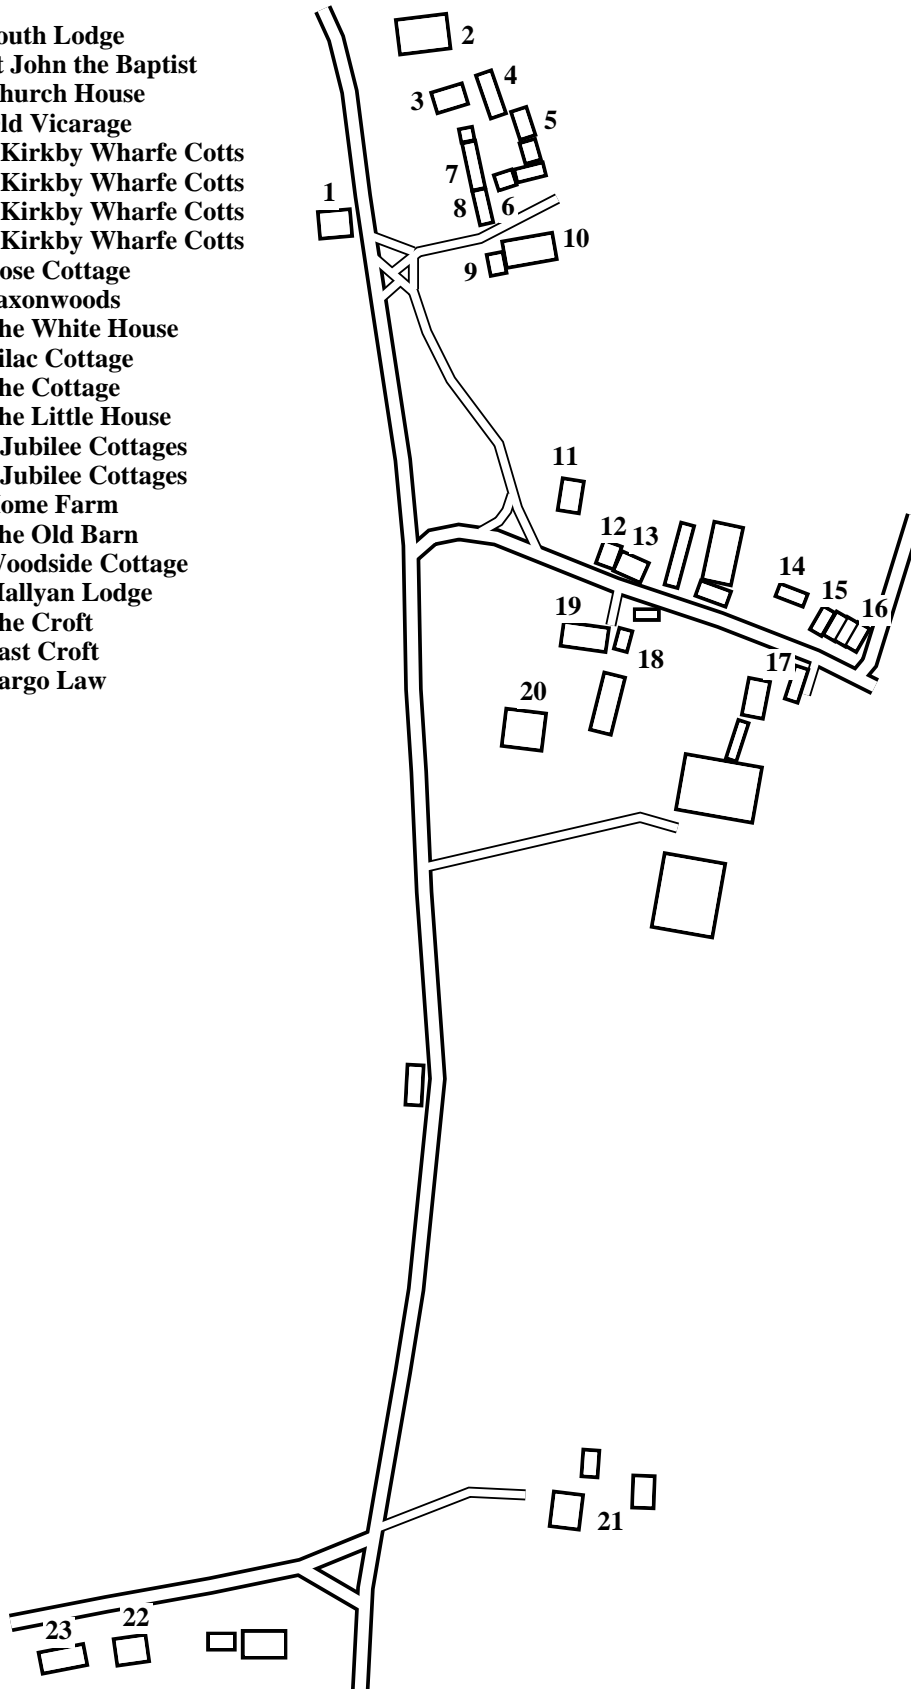 outh Lodge
t John the Baptist
hurch House
ld Vicarage
Kirkby Wharfe Cotts
Kirkby Wharfe Cotts
Kirkby Wharfe Cotts
Kirkby Wharfe Cotts
ose Cottage
axonwoods
he White House
ilac Cottage
he Cottage
he Little House
Jubilee Cottages
Jubilee Cottages
ome Farm
he Old Barn
Woodside Cottage
Hallyan Lodge
he Croft
ast Croft
argo Law
2
4
3
5
7
1
8
6
10
9
11
12
13
14
19
15
16
18
17
20
21
22
23